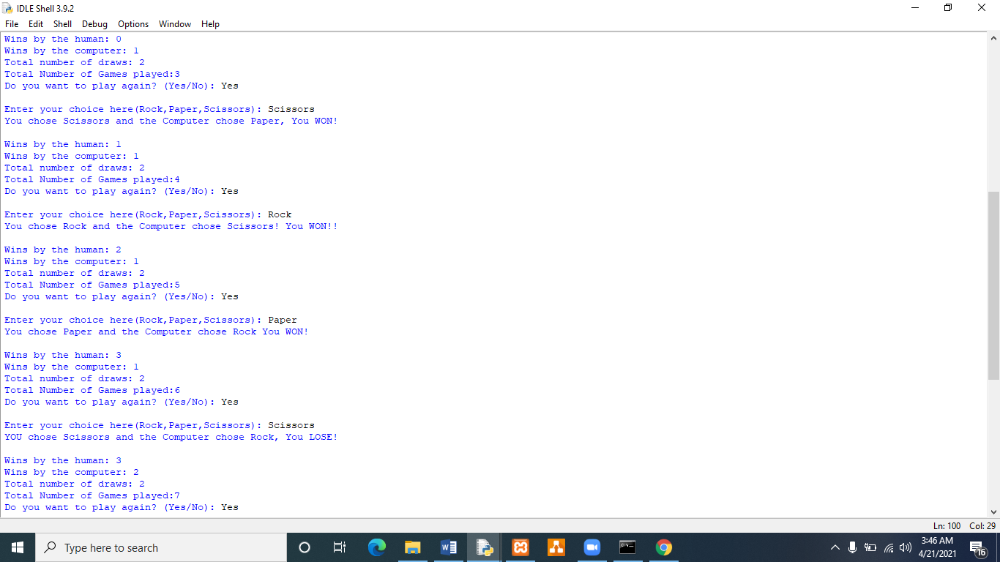 IDLE Shell 3.9.2
File Edit Shell Debug Options Window Help
Wins by the human: 0
Wins by the computer: 1
Total number of draws: 2
Total Number of Games played:3
Do you want to play again? (Yes/No): Yes
Enter your choice here(Rock,Paper,Scissors): Scissors
You chose Scissors and the Computer chose Paper, You WON!
Wins by the human: 1
Wins by the computer: 1
Total number of draws: 2
Total Number of Games played:4
Do you want to play again? (Yes/No): Yes
Enter your choice here(Rock,Paper,Scissors): Rock
You chose Rock and the Computer chose Scissors! You WON!!
Wins by the human: 2
Wins by the computer: 1
Total number of draws: 2
Total Number of Games played:5
Do you want to play again? (Yes/No): Yes
Enter your choice here(Rock,Paper,Scissors): Paper
You chose Paper and the Computer chose Rock You WON!
Wins by the human: 3
Wins by the computer: 1
Total number of draws: 2
Total Number of Games played:6
Do you want to play again? (Yes/No): Yes
Enter your choice here(Rock,Paper,Scissors): Scissors
YOU chose Scissors and the Computer chose Rock, You LOSE!
Wins by the human: 3
Wins by the computer: 2
Total number of draws: 2
Total Number of Games played:7
Do you want to play again? (Yes/No): Yes
Ln: 100 Col: 29
Type here to search
3:46 AM
4/21/2021
16